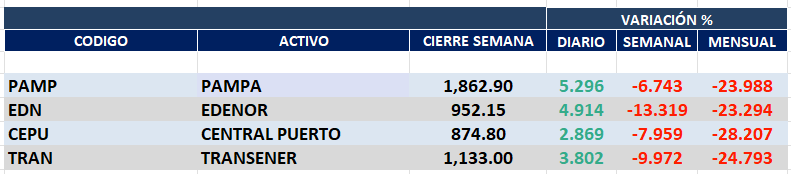 VARIACIÓN %
CODIGO ACTIVO CIERRE SEMANA DIARIO SEMANAL MENSUAL
PAMP PAMPA 1,862.90 5.296 -6.743 -23.988
EDN EDENOR 952.15 4.914 -13.319 -23.294
CEPU CENTRAL PUERTO 874.80 2.869 -7.959 -28.207
TRAN TRANSENER 1,133.00 3.802 -9.972 -24.793